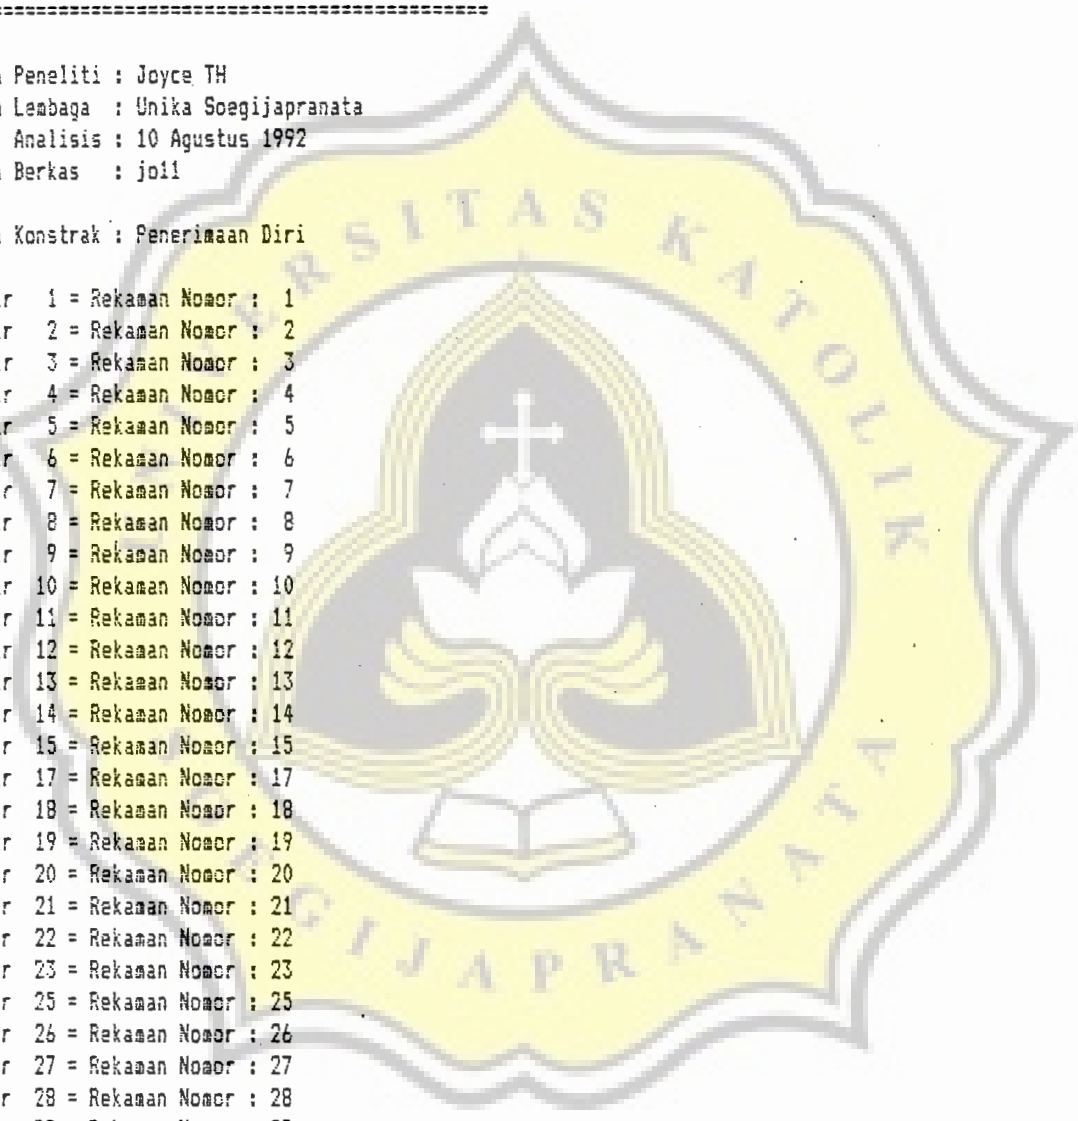 =============================================
Peneliti : Joyce TH
Lembaga : Unika Soegijapranata
Analisis : 10 Agustus 1992
Berkas : jo11
Konstrak : Penerimaan Diri
r 1 = Rekaman Nomor : 1
r 2 = Rekaman Nomor : 2
r 3 = Rekaman Nomor : 3
r 4 = Rekaman Nomor : 4
r 5 = Rekaman Nomor : 5
r 6 = Rekaman Nomor : 6
r 7 = Rekaman Nomor : 7
r 8 = Rekaman Nomor : 8
r 9 = Rekaman Nomor : 9
r 10 = Rekaman Nomor : 10
r 11 = Rekaman Nomor : 11
r 12 = Rekaman Nomor : 12
r 13 = Rekaman Nomor : 13
r 14 = Rekaman Nomor : 14
r 15 = Rekaman Nomor : 15
r 17 = Rekaman Nomor : 17
r 18 = Rekaman Nomor : 18
r 19 = Rekaman Nomor : 19
r 20 = Rekaman Nomor : 20
r 21 = Rekaman Nomor : 21
r 22 = Rekaman Nomor : 22
r 23 = Rekaman Nomor : 23
r 25 = Rekaman Nomor : 25
r 26 = Rekaman Nomor : 26
r 27 = Rekaman Nomor : 27
r 28 = Rekaman Nomor : 28
UNIVERSITAS KATOLIK
SOEGIJAPRANATA